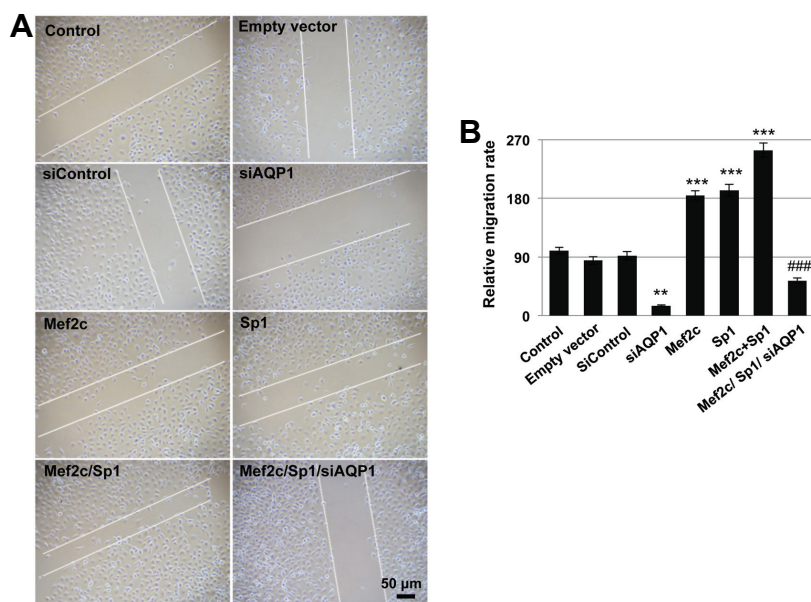 A
Control
Empty vector
siControl
siAQP1
Mef2c
Sp1
Mef2c/Sp1
Mef2c/Sp1/siAQP1
50 µm
B
Relative migration rate
270
180
90
0
**
***
***
***
###
Control
Empty vector
SiControl
siAQP1
Mef2c
Sp1
Mef2c+Sp1
Mef2c/ Sp1/ siAQP1